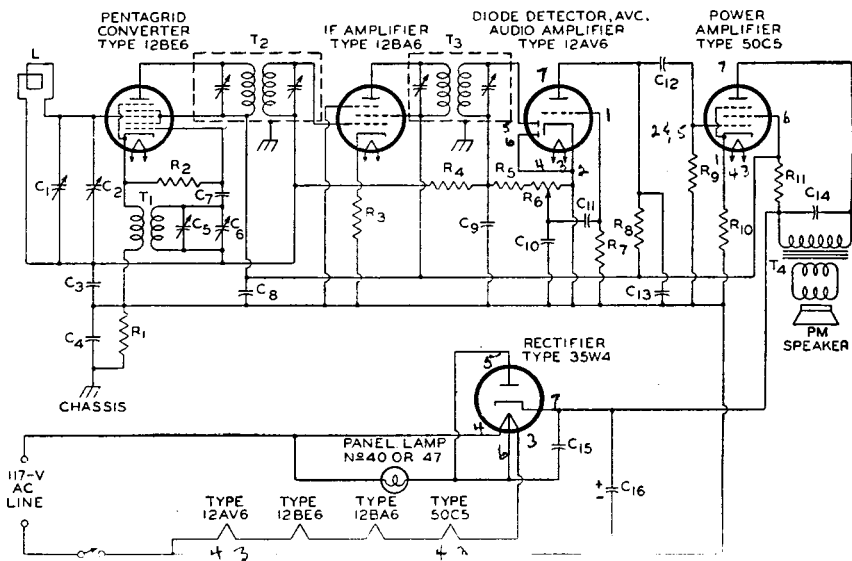 PENTAGRID
CONVERTER
TYPE 12BE6
IF AMPLIFIER
TYPE 12BA6
DIODE DETECTOR, AVC,
AUDIO AMPLIFIER
TYPE 12AV6
POWER
AMPLIFIER
TYPE 50C5
L
T2
T3
7
C12
7
1
5
6
2&5
6
4 3
2
1
4 3
R2
C1
C2
C7
T1
C5
C6
R3
R4
R5
R6
C9
C10
C11
R7
R8
R9
R10
R11
C14
T4
C3
C8
C13
C4
R1
CHASSIS
PM
SPEAKER
RECTIFIER
TYPE 35W4
5
7
4
6
3
C15
C16
+
-
PANEL LAMP
No 40 OR 47
117-V
AC
LINE
TYPE
12AV6
TYPE
12BE6
TYPE
12BA6
TYPE
50C5
4 3
4